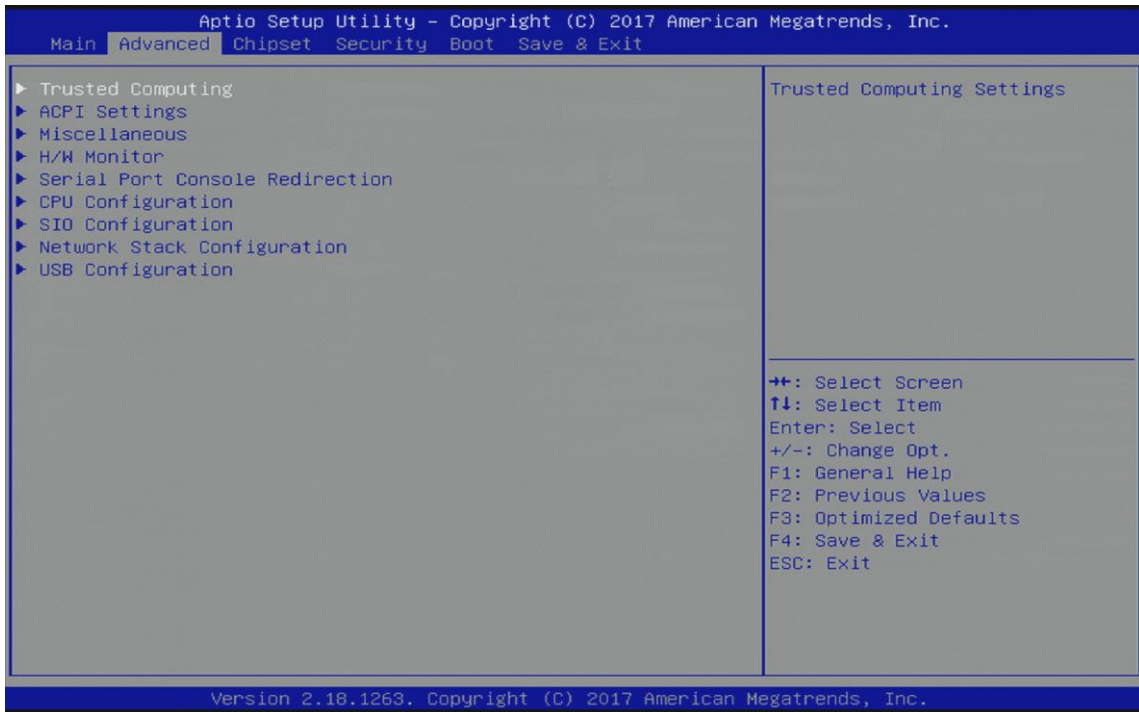 Aptio Setup Utility – Copyright (C) 2017 American Megatrends, Inc.
Main Advanced Chipset Security Boot Save & Exit
▶ Trusted Computing
▶ ACPI Settings
▶ Miscellaneous
▶ H/W Monitor
▶ Serial Port Console Redirection
▶ CPU Configuration
▶ SIO Configuration
▶ Network Stack Configuration
▶ USB Configuration
Trusted Computing Settings
→←: Select Screen
↑↓: Select Item
Enter: Select
+/-: Change Opt.
F1: General Help
F2: Previous Values
F3: Optimized Defaults
F4: Save & Exit
ESC: Exit
Version 2.18.1263. Copyright (C) 2017 American Megatrends, Inc.